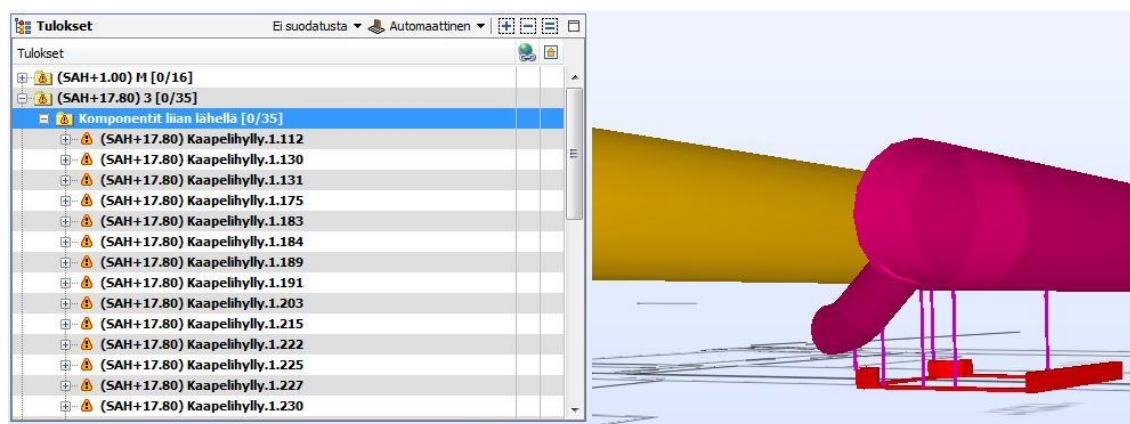 Tulokset Ei suodatusta Automaattinen
Tulokset
(SAH+1.00) M [0/16]
(SAH+17.80) 3 [0/35]
Komponentit liian lähellä [0/35]
(SAH+17.80) Kaapelihylly.1.112
(SAH+17.80) Kaapelihylly.1.130
(SAH+17.80) Kaapelihylly.1.131
(SAH+17.80) Kaapelihylly.1.175
(SAH+17.80) Kaapelihylly.1.183
(SAH+17.80) Kaapelihylly.1.184
(SAH+17.80) Kaapelihylly.1.189
(SAH+17.80) Kaapelihylly.1.191
(SAH+17.80) Kaapelihylly.1.203
(SAH+17.80) Kaapelihylly.1.215
(SAH+17.80) Kaapelihylly.1.222
(SAH+17.80) Kaapelihylly.1.225
(SAH+17.80) Kaapelihylly.1.227
(SAH+17.80) Kaapelihylly.1.230